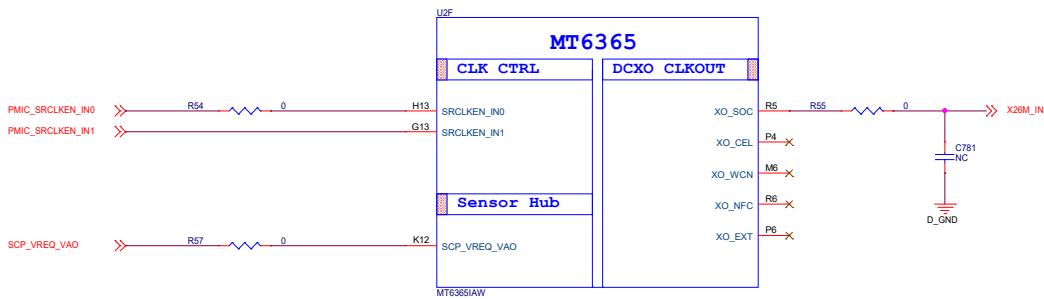 U2F
MT6365
CLK CTRL DCXO CLKOUT
PMIC_SRCLKEN_IN0 R54 0 H13 SRCLKEN_IN0 XO_SOC R5 R55 0 X26M_IN
PMIC_SRCLKEN_IN1 G13 SRCLKEN_IN1
XO_CEL P4
C781
NC
XO_WCN M6
Sensor Hub XO_NFC R6
D_GND
SCP_VREQ_VAO R57 0 K12 SCP_VREQ_VAO XO_EXT P6
MT6365IAW